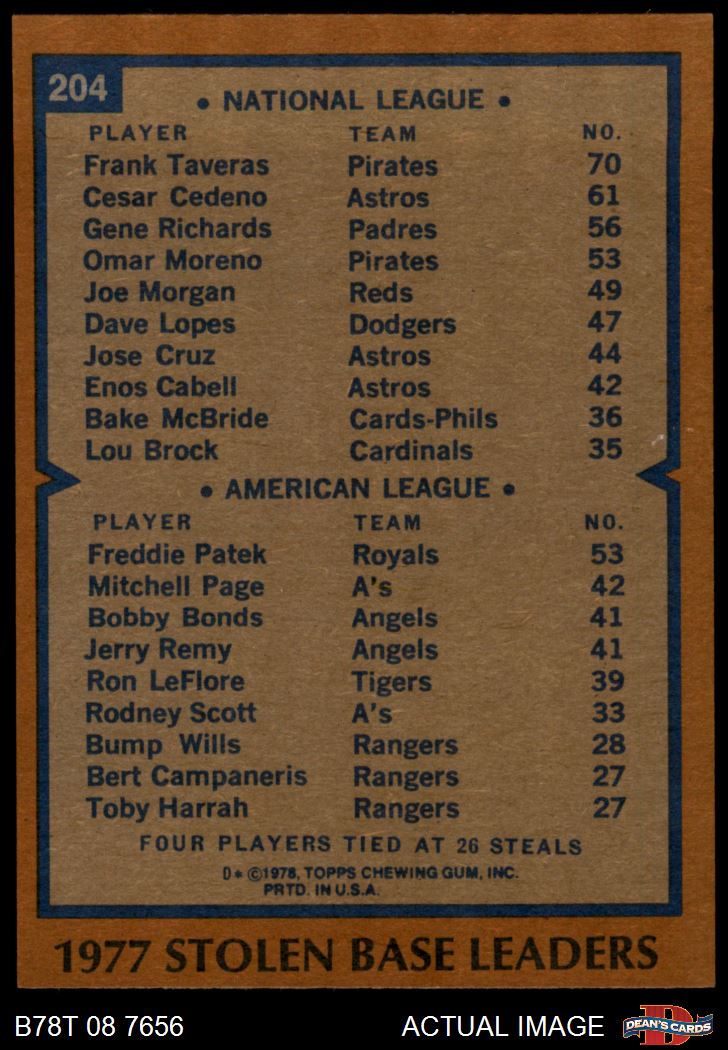 204
• NATIONAL LEAGUE •
PLAYER TEAM NO.
Frank Taveras Pirates 70
Cesar Cedeno Astros 61
Gene Richards Padres 56
Omar Moreno Pirates 53
Joe Morgan Reds 49
Dave Lopes Dodgers 47
Jose Cruz Astros 44
Enos Cabell Astros 42
Bake McBride Cards-Phils 36
Lou Brock Cardinals 35
• AMERICAN LEAGUE •
PLAYER TEAM NO.
Freddie Patek Royals 53
Mitchell Page A's 42
Bobby Bonds Angels 41
Jerry Remy Angels 41
Ron LeFlore Tigers 39
Rodney Scott A's 33
Bump Wills Rangers 28
Bert Campaneris Rangers 27
Toby Harrah Rangers 27
FOUR PLAYERS TIED AT 26 STEALS
D* ©1978, TOPPS CHEWING GUM, INC.
PRTD. IN U.S.A.
1977 STOLEN BASE LEADERS
B78T 08 7656 ACTUAL IMAGE D DEAN'S CARDS